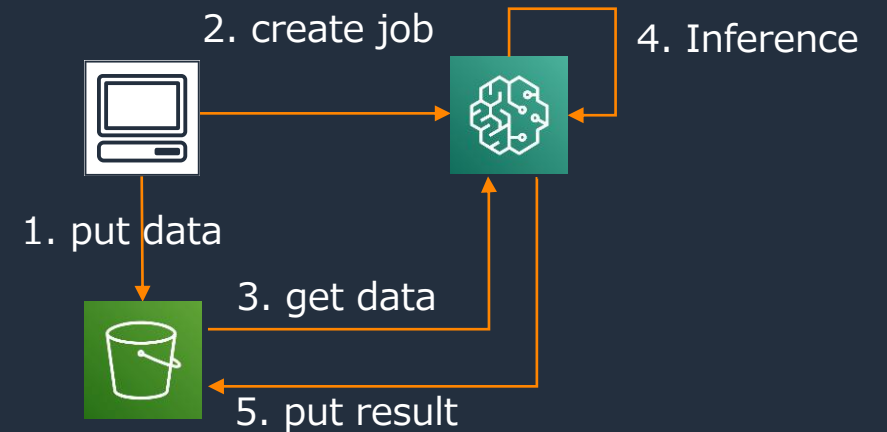 2. create job
4. Inference
1. put data
3. get data
5. put result